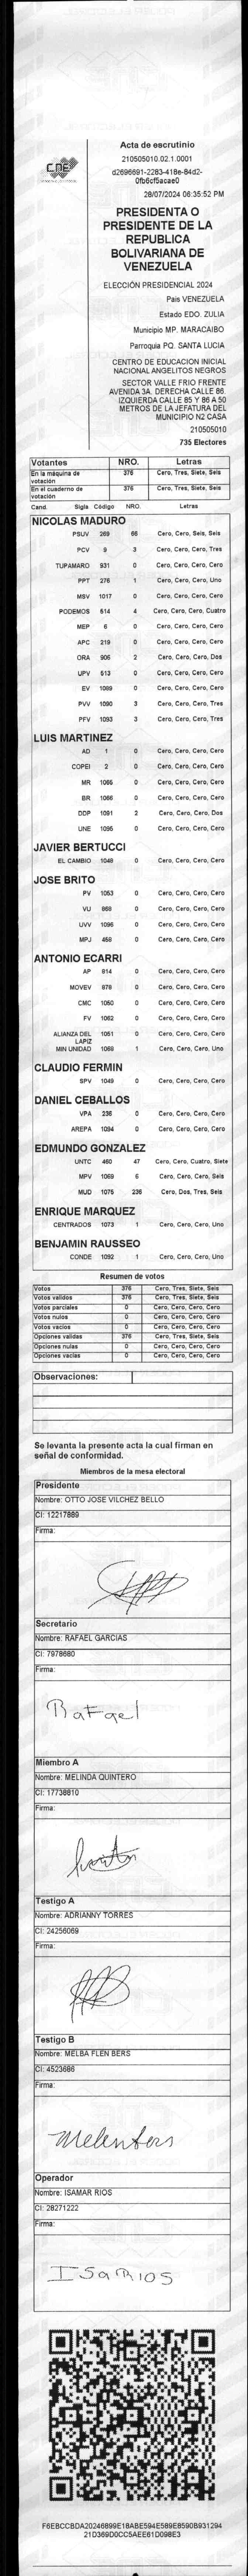 CNE
Acta de escrutinio
210505010.02.1.0001
d2696691-2283-418e-84d2-
0fb6cf5acae0
28/07/2024 06:35:52 PM
PRESIDENTA O
PRESIDENTE DE LA
REPUBLICA
BOLIVARIANA DE
VENEZUELA
ELECCIÓN PRESIDENCIAL 2024
Pais VENEZUELA
Estado EDO. ZULIA
Municipio MP. MARACAIBO
Parroquia PQ. SANTA LUCIA
CENTRO DE EDUCACION INICIAL
NACIONAL ANGELITOS NEGROS
SECTOR VALLE FRIO FRENTE
AVENIDA 3A. DERECHA CALLE 86.
IZQUIERDA CALLE 85 Y 86 A 50
METROS DE LA JEFATURA DEL
MUNICIPIO N2 CASA
210505010
735 Electores
Votantes NRO. Letras
En la máquina de votación 376 Cero, Tres, Siete, Seis
En el cuaderno de votación 376 Cero, Tres, Siete, Seis
Cand. Sigla Código NRO. Letras
NICOLAS MADURO
PSUV 269 66 Cero, Cero, Seis, Seis
PCV 9 3 Cero, Cero, Cero, Tres
TUPAMARO 931 0 Cero, Cero, Cero, Cero
PPT 276 1 Cero, Cero, Cero, Uno
MSV 1017 0 Cero, Cero, Cero, Cero
PODEMOS 514 4 Cero, Cero, Cero, Cuatro
MEP 6 0 Cero, Cero, Cero, Cero
APC 219 0 Cero, Cero, Cero, Cero
ORA 906 2 Cero, Cero, Cero, Dos
UPV 513 0 Cero, Cero, Cero, Cero
EV 1089 0 Cero, Cero, Cero, Cero
PVV 1090 3 Cero, Cero, Cero, Tres
PFV 1093 3 Cero, Cero, Cero, Tres
LUIS MARTINEZ
AD 1 0 Cero, Cero, Cero, Cero
COPEI 2 0 Cero, Cero, Cero, Cero
MR 1065 0 Cero, Cero, Cero, Cero
BR 1066 0 Cero, Cero, Cero, Cero
DDP 1091 2 Cero, Cero, Cero, Dos
UNE 1095 0 Cero, Cero, Cero, Cero
JAVIER BERTUCCI
EL CAMBIO 1048 0 Cero, Cero, Cero, Cero
JOSE BRITO
PV 1053 0 Cero, Cero, Cero, Cero
VU 868 0 Cero, Cero, Cero, Cero
UVV 1096 0 Cero, Cero, Cero, Cero
MPJ 458 0 Cero, Cero, Cero, Cero
ANTONIO ECARRI
AP 814 0 Cero, Cero, Cero, Cero
MOVEV 979 0 Cero, Cero, Cero, Cero
CMC 1050 0 Cero, Cero, Cero, Cero
FV 1062 0 Cero, Cero, Cero, Cero
ALIANZA DEL LAPIZ 1051 0 Cero, Cero, Cero, Cero
MIN UNIDAD 1068 1 Cero, Cero, Cero, Uno
CLAUDIO FERMIN
SPV 1049 0 Cero, Cero, Cero, Cero
DANIEL CEBALLOS
VPA 236 0 Cero, Cero, Cero, Cero
AREPA 1094 0 Cero, Cero, Cero, Cero
EDMUNDO GONZALEZ
UNTC 460 47 Cero, Cero, Cuatro, Siete
MPV 1069 6 Cero, Cero, Cero, Seis
MUD 1075 236 Cero, Dos, Tres, Seis
ENRIQUE MARQUEZ
CENTRADOS 1073 1 Cero, Cero, Cero, Uno
BENJAMIN RAUSSEO
CONDE 1092 1 Cero, Cero, Cero, Uno
Resumen de votos
Votos 376 Cero, Tres, Siete, Seis
Votos validos 376 Cero, Tres, Siete, Seis
Votos parciales 0 Cero, Cero, Cero, Cero
Votos nulos 0 Cero, Cero, Cero, Cero
Votos vacios 0 Cero, Cero, Cero, Cero
Opciones validas 376 Cero, Tres, Siete, Seis
Opciones nulas 0 Cero, Cero, Cero, Cero
Opciones vacias 0 Cero, Cero, Cero, Cero
Observaciones:
Se levanta la presente acta la cual firman en
señal de conformidad.
Miembros de la mesa electoral
Presidente
Nombre: OTTO JOSE VILCHEZ BELLO
CI: 12217889
Firma:
Secretario
Nombre: RAFAEL GARCIAS
CI: 7978680
Firma:
Rafael
Miembro A
Nombre: MELINDA QUINTERO
CI: 17738810
Firma:
Testigo A
Nombre: ADRIANNY TORRES
CI: 24256069
Firma:
Testigo B
Nombre: MELBA FLEN BERS
CI: 4523686
Firma:
Operador
Nombre: ISAMAR RIOS
CI: 28271222
Firma:
F6EBCCBDA20246899E18ABE594E589E8590B931294
21D369D0CC5AEE61D098E3